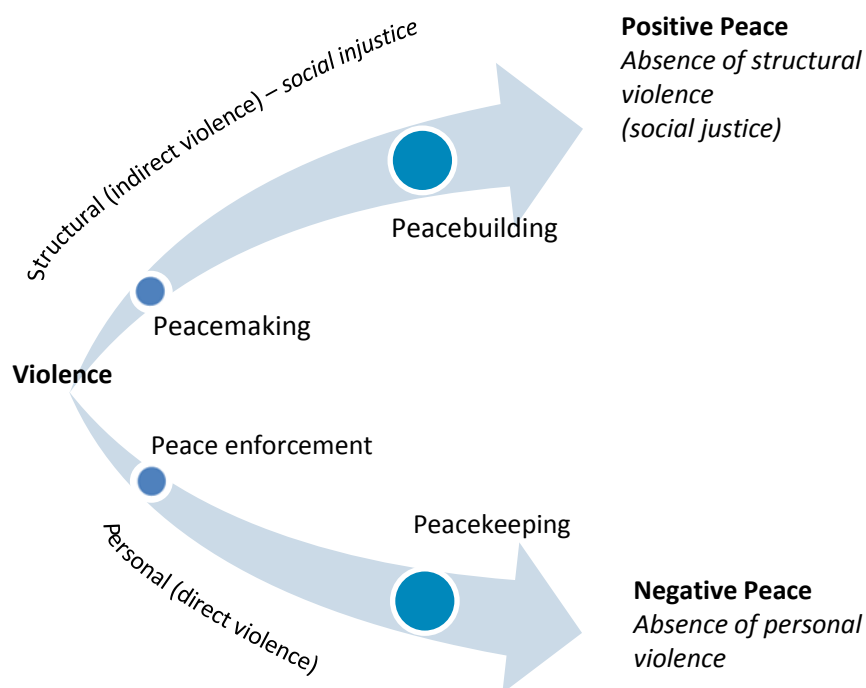 Positive Peace
Absence of structural
violence
(social justice)
Structural (indirect violence) – social injustice
Peacebuilding
Peacemaking
Violence
Peace enforcement
Peacekeeping
Personal (direct violence)
Negative Peace
Absence of personal
violence